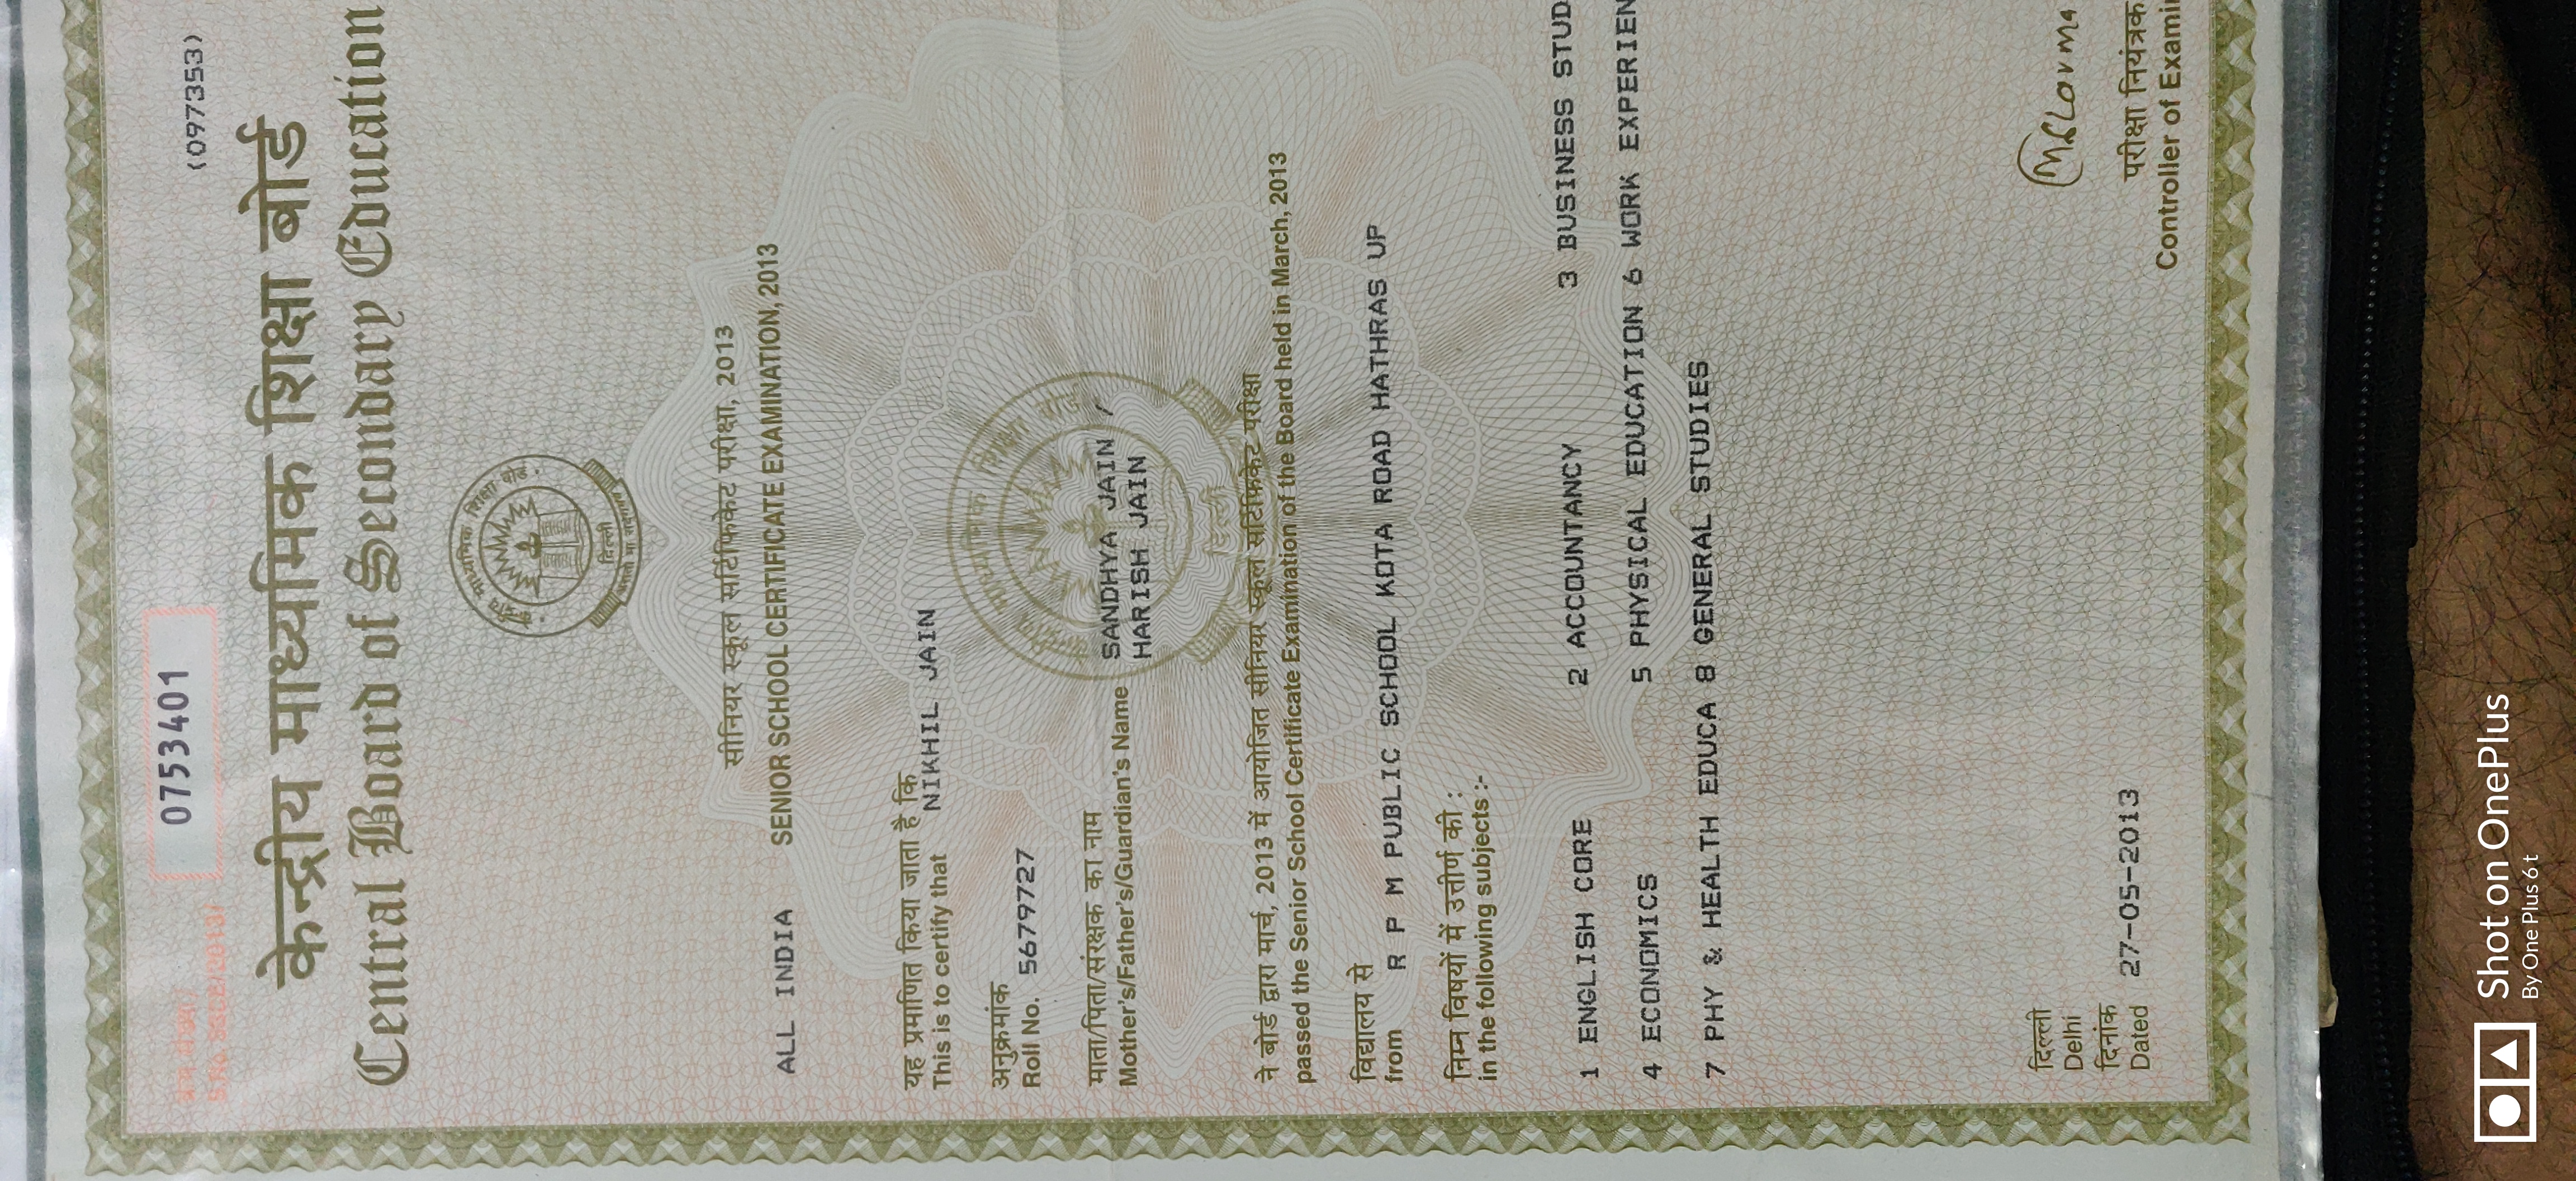 0753401
(097353)
केन्द्रीय माध्यमिक शिक्षा बोर्ड
Central Board of Secondary Education
केन्द्रीय माध्यमिक शिक्षा बोर्ड
दिल्ली
सीनियर स्कूल सर्टिफिकेट परीक्षा, 2013
ALL INDIA SENIOR SCHOOL CERTIFICATE EXAMINATION, 2013
यह प्रमाणित किया जाता है कि
This is to certify that NIKHIL JAIN
अनुक्रमांक
Roll No. 5679727
माता/पिता/संरक्षक का नाम SANDHYA JAIN /
Mother's/Father's/Guardian's Name HARISH JAIN
ने बोर्ड द्वारा मार्च, 2013 में आयोजित सीनियर स्कूल सर्टिफिकेट परीक्षा
passed the Senior School Certificate Examination of the Board held in March, 2013
विद्यालय से
from R P M PUBLIC SCHOOL KOTA ROAD HATHRAS UP
निम्न विषयों में उत्तीर्ण की :
in the following subjects :-
1 ENGLISH CORE 2 ACCOUNTANCY 3 BUSINESS STUD
4 ECONOMICS 5 PHYSICAL EDUCATION 6 WORK EXPERIEN
7 PHY & HEALTH EDUCA 8 GENERAL STUDIES
दिल्ली
Delhi
दिनांक
Dated 27-05-2013
परीक्षा नियंत्रक
Controller of Examin
Shot on OnePlus
By OnePlus 6t